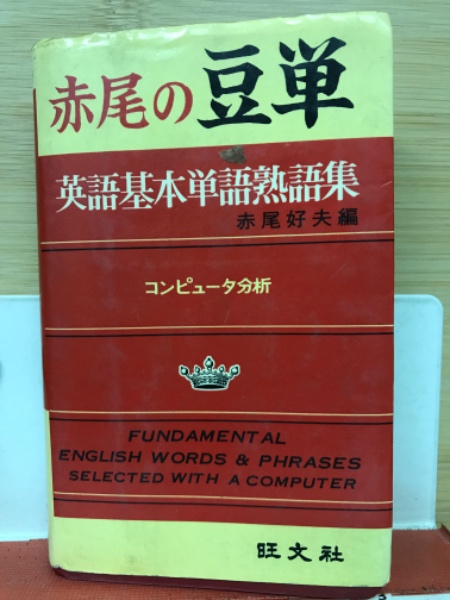 赤尾の豆単
英語基本単語熟語集
赤尾好夫編
コンピュータ分析
FUNDAMENTAL
ENGLISH WORDS & PHRASES
SELECTED WITH A COMPUTER
旺文社